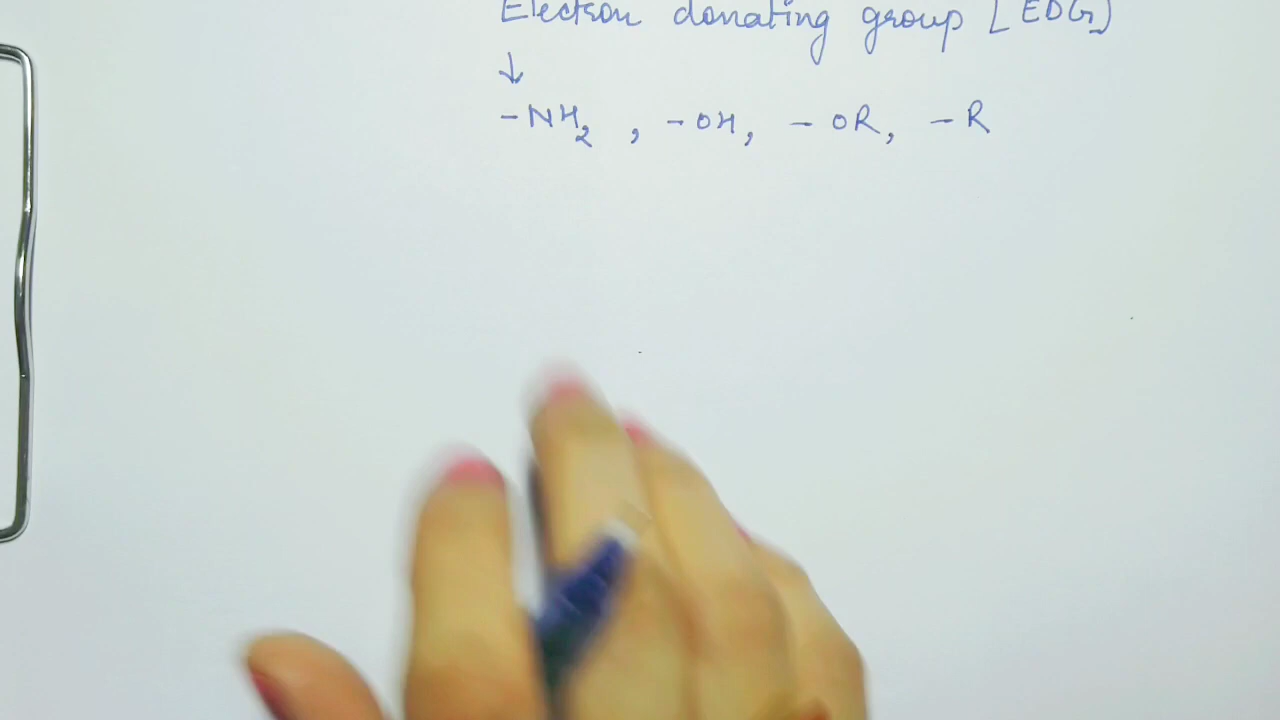 Electron donating group [EDG]
↓
-NH₂, -OH, -OR, -R